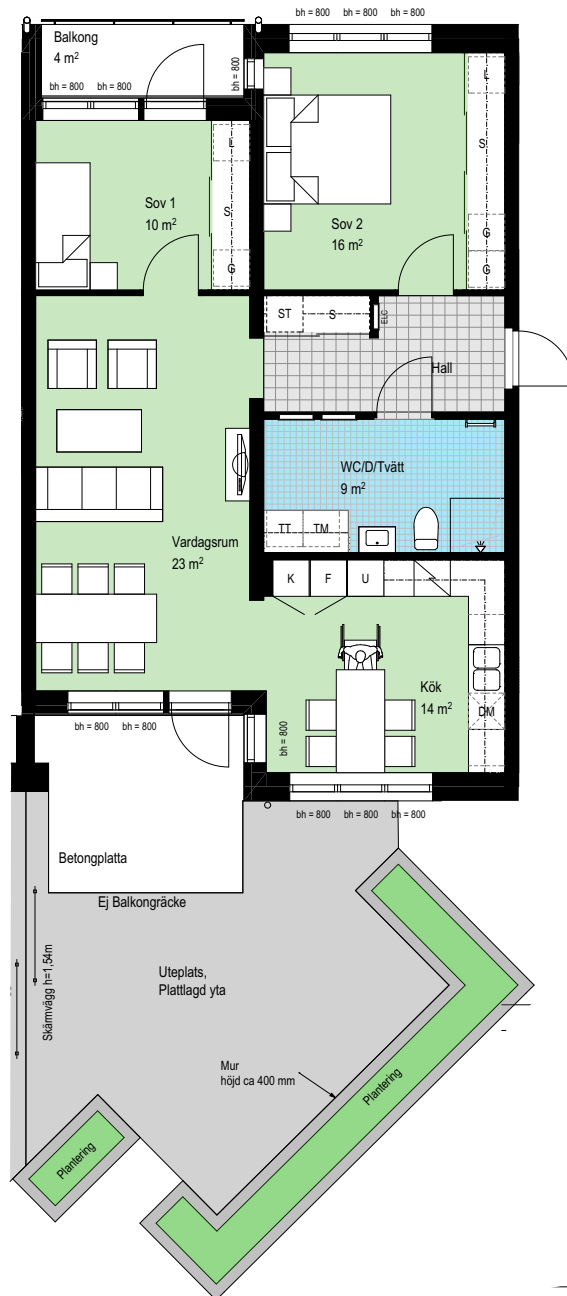 bh = 800 bh = 800 bh = 800
Balkong
4 m²
bh = 800
bh = 800 bh = 800
L
S
G
Sov 1
10 m²
L
S
G
G
Sov 2
16 m²
ST
S
ELC
Hall
WC/D/Tvätt
9 m²
TT
TM
Vardagsrum
23 m²
K
F
U
Kök
14 m²
DM
bh = 800 bh = 800
bh = 800
bh = 800 bh = 800 bh = 800
Betongplatta
Ej Balkongräcke
Skärmvägg h=1,54m
Uteplats,
Plattlagd yta
Mur
höjd ca 400 mm
Plantering
Plantering